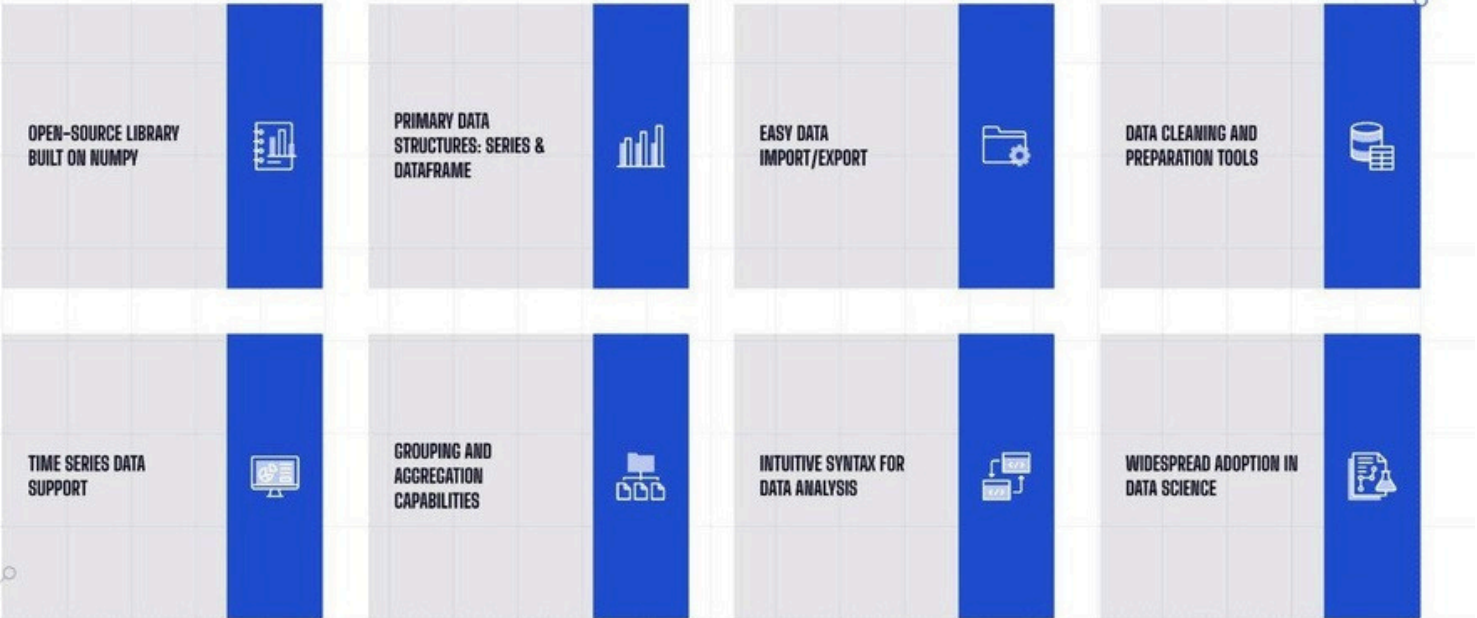 OPEN-SOURCE LIBRARY
BUILT ON NUMPY
PRIMARY DATA
STRUCTURES: SERIES &
DATAFRAME
EASY DATA
IMPORT/EXPORT
DATA CLEANING AND
PREPARATION TOOLS
TIME SERIES DATA
SUPPORT
GROUPING AND
AGGREGATION
CAPABILITIES
INTUITIVE SYNTAX FOR
DATA ANALYSIS
WIDESPREAD ADOPTION IN
DATA SCIENCE